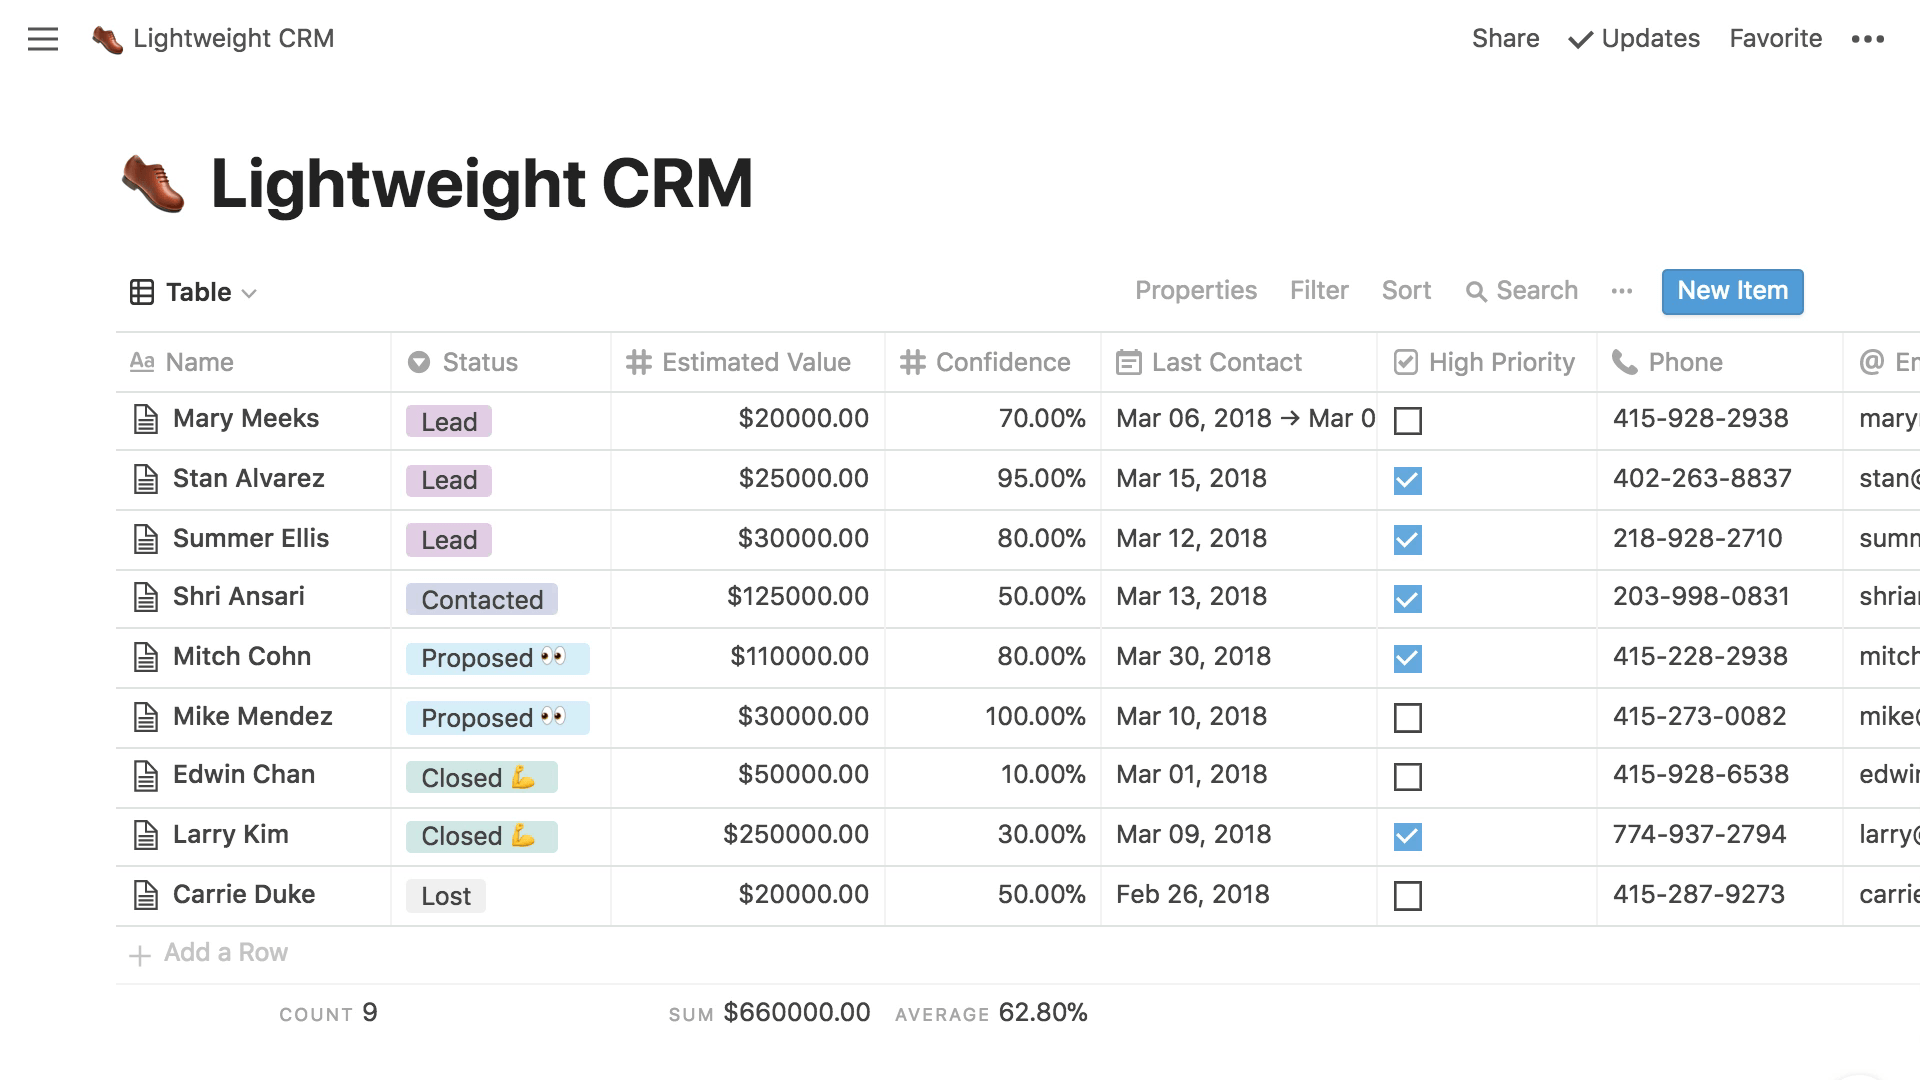 Lightweight CRM Share Updates Favorite
Lightweight CRM
Table Properties Filter Sort Search New Item
Aa Name Status Estimated Value Confidence Last Contact High Priority Phone @ Em
Mary Meeks Lead $20000.00 70.00% Mar 06, 2018 → Mar 0 415-928-2938 mary
Stan Alvarez Lead $25000.00 95.00% Mar 15, 2018 402-263-8837 stan@
Summer Ellis Lead $30000.00 80.00% Mar 12, 2018 218-928-2710 summ
Shri Ansari Contacted $125000.00 50.00% Mar 13, 2018 203-998-0831 shria
Mitch Cohn Proposed 👀 $110000.00 80.00% Mar 30, 2018 415-228-2938 mitch
Mike Mendez Proposed 👀 $30000.00 100.00% Mar 10, 2018 415-273-0082 mike@
Edwin Chan Closed 💪 $50000.00 10.00% Mar 01, 2018 415-928-6538 edwi
Larry Kim Closed 💪 $250000.00 30.00% Mar 09, 2018 774-937-2794 larry@
Carrie Duke Lost $20000.00 50.00% Feb 26, 2018 415-287-9273 carrie
+ Add a Row
COUNT 9 SUM $660000.00 AVERAGE 62.80%